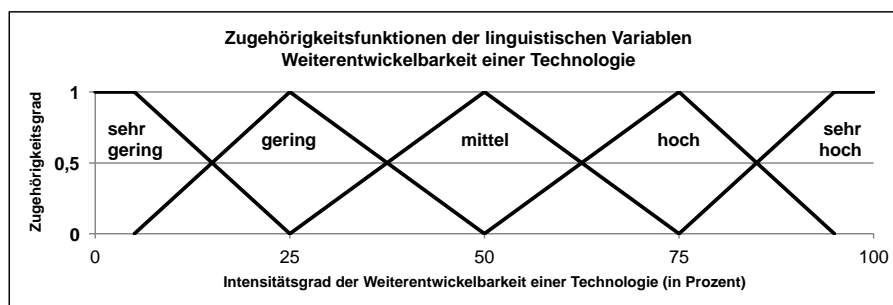 Zugehörigkeitsfunktionen der linguistischen Variablen
Weiterentwickelbarkeit einer Technologie
Zugehörigkeitsgrad
1
0,5
0
sehr
gering
gering
mittel
hoch
sehr
hoch
0
25
50
75
100
Intensitätsgrad der Weiterentwickelbarkeit einer Technologie (in Prozent)